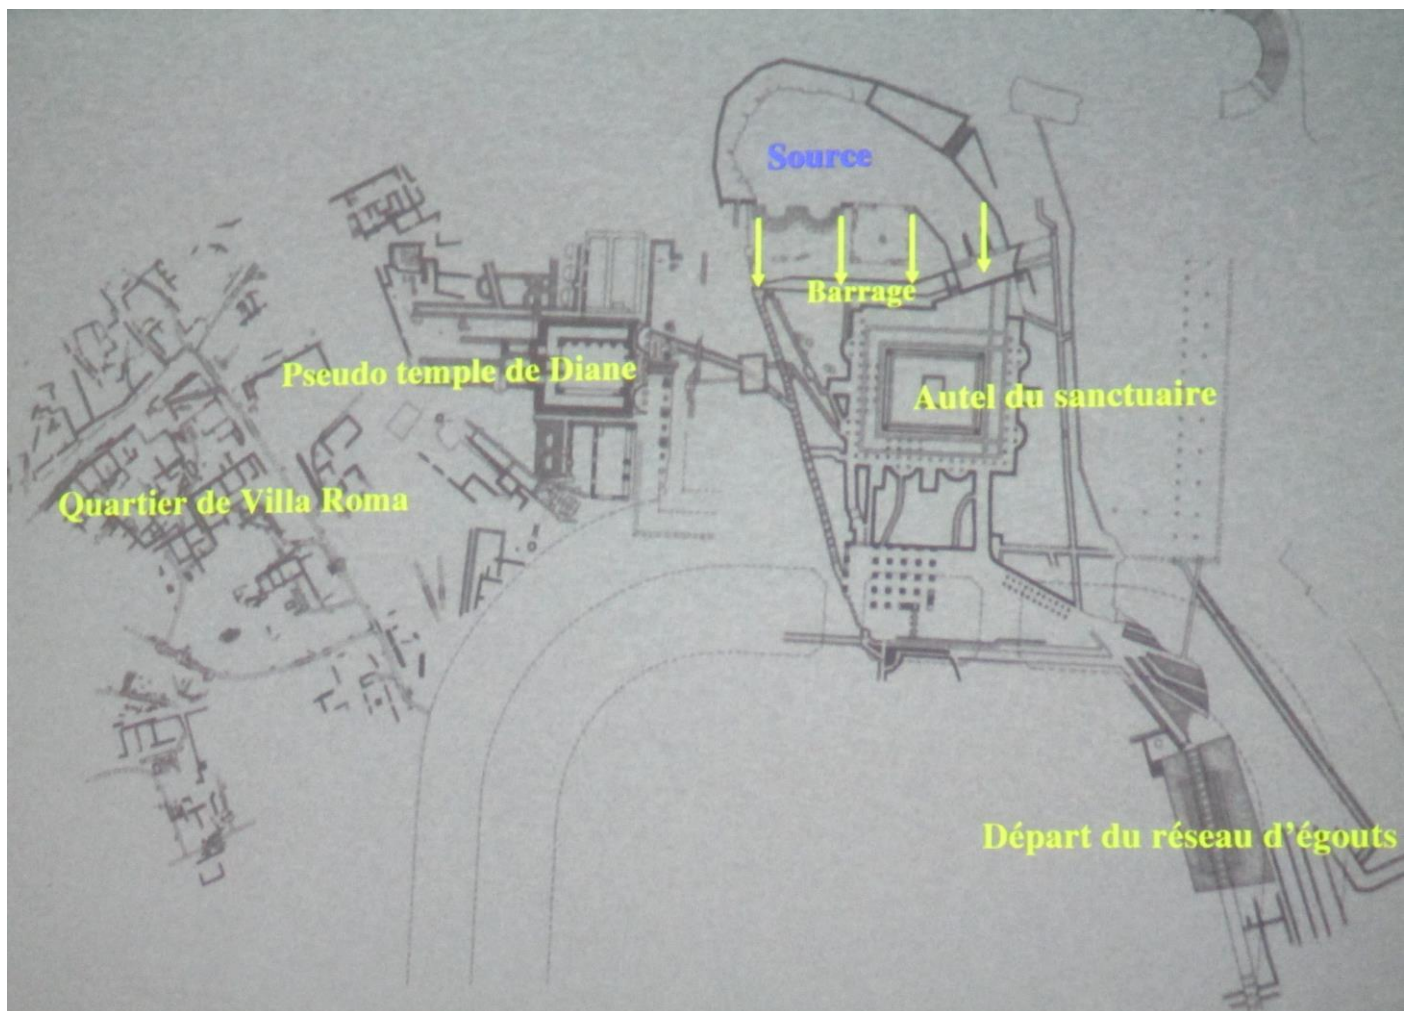 Source
Barrage
Pseudo temple de Diane
Autel du sanctuaire
Quartier de Villa Roma
Départ du réseau d’égouts